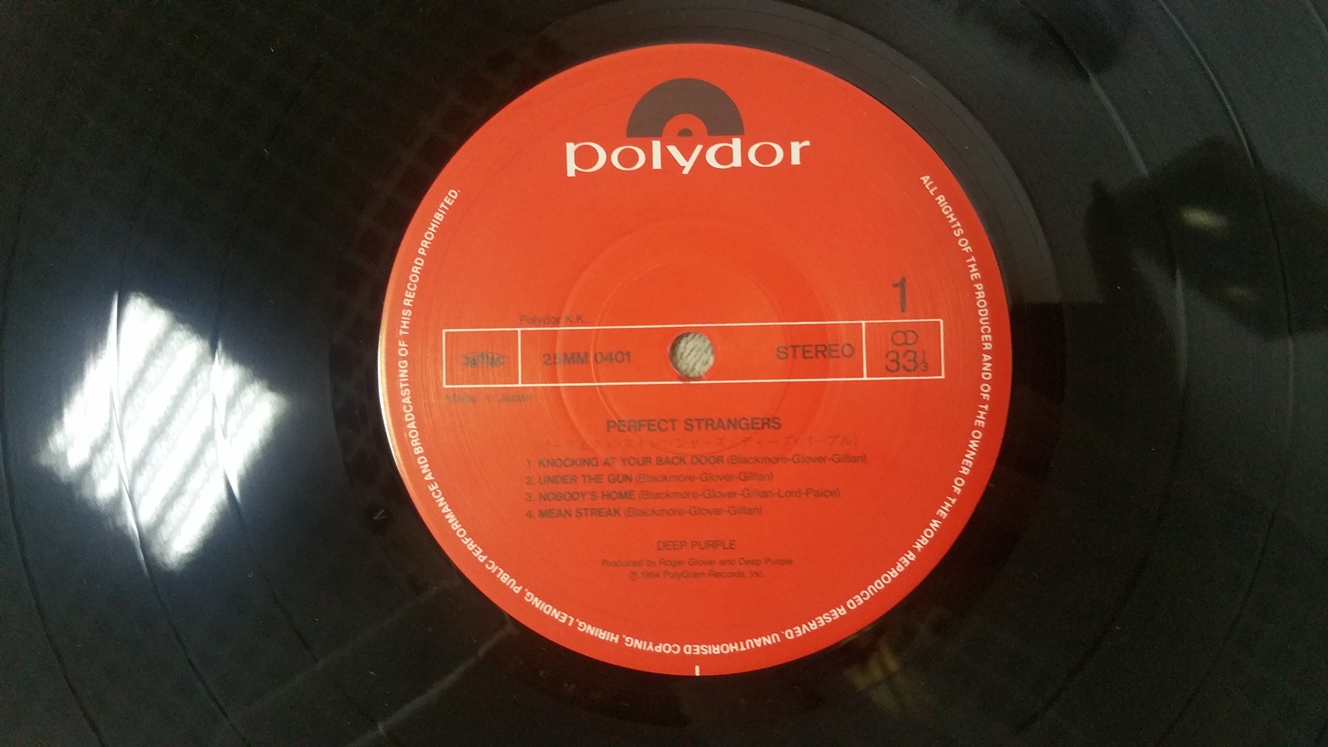 polydor
1
Polydor K.K.
25MM 0401
STEREO
33 1/3
Made in Japan
PERFECT STRANGERS
1. KNOCKING AT YOUR BACK DOOR (Blackmore-Glover-Gillan)
2. UNDER THE GUN (Blackmore-Glover-Gillan)
3. NOBODY'S HOME (Blackmore-Glover-Gillan-Lord-Paice)
4. MEAN STREAK (Blackmore-Glover-Gillan)
DEEP PURPLE
Produced by Roger Glover and Deep Purple
℗ 1984 PolyGram Records, Inc.
ALL RIGHTS OF THE PRODUCER AND OF THE OWNER OF THE WORK REPRODUCED RESERVED. UNAUTHORISED COPYING, HIRING, LENDING, PUBLIC PERFORMANCE AND BROADCASTING OF THIS RECORD PROHIBITED.